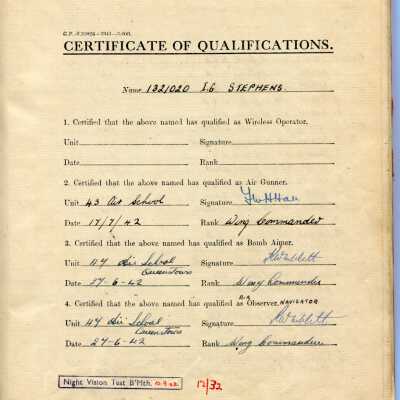 CERTIFICATE OF QUALIFICATIONS.
Name 1321020 I.G STEPHENS.
1. Certified that the above named has qualified as Wireless Operator.
Unit Signature
Date Rank
2. Certified that the above named has qualified as Air Gunner.
Unit 43 Air School Signature
Date 17/7/42 Rank Wing Commander
3. Certified that the above named has qualified as Bomb Aimer.
Unit 47 Air School Queenstown Signature
Date 27-6-42 Rank Wing Commander
4. Certified that the above named has qualified as Air Observer. NAVIGATOR
Unit 47 Air School Queenstown Signature
Date 27-6-42 Rank Wing Commander
Night Vision Test B'Mth. 12/32